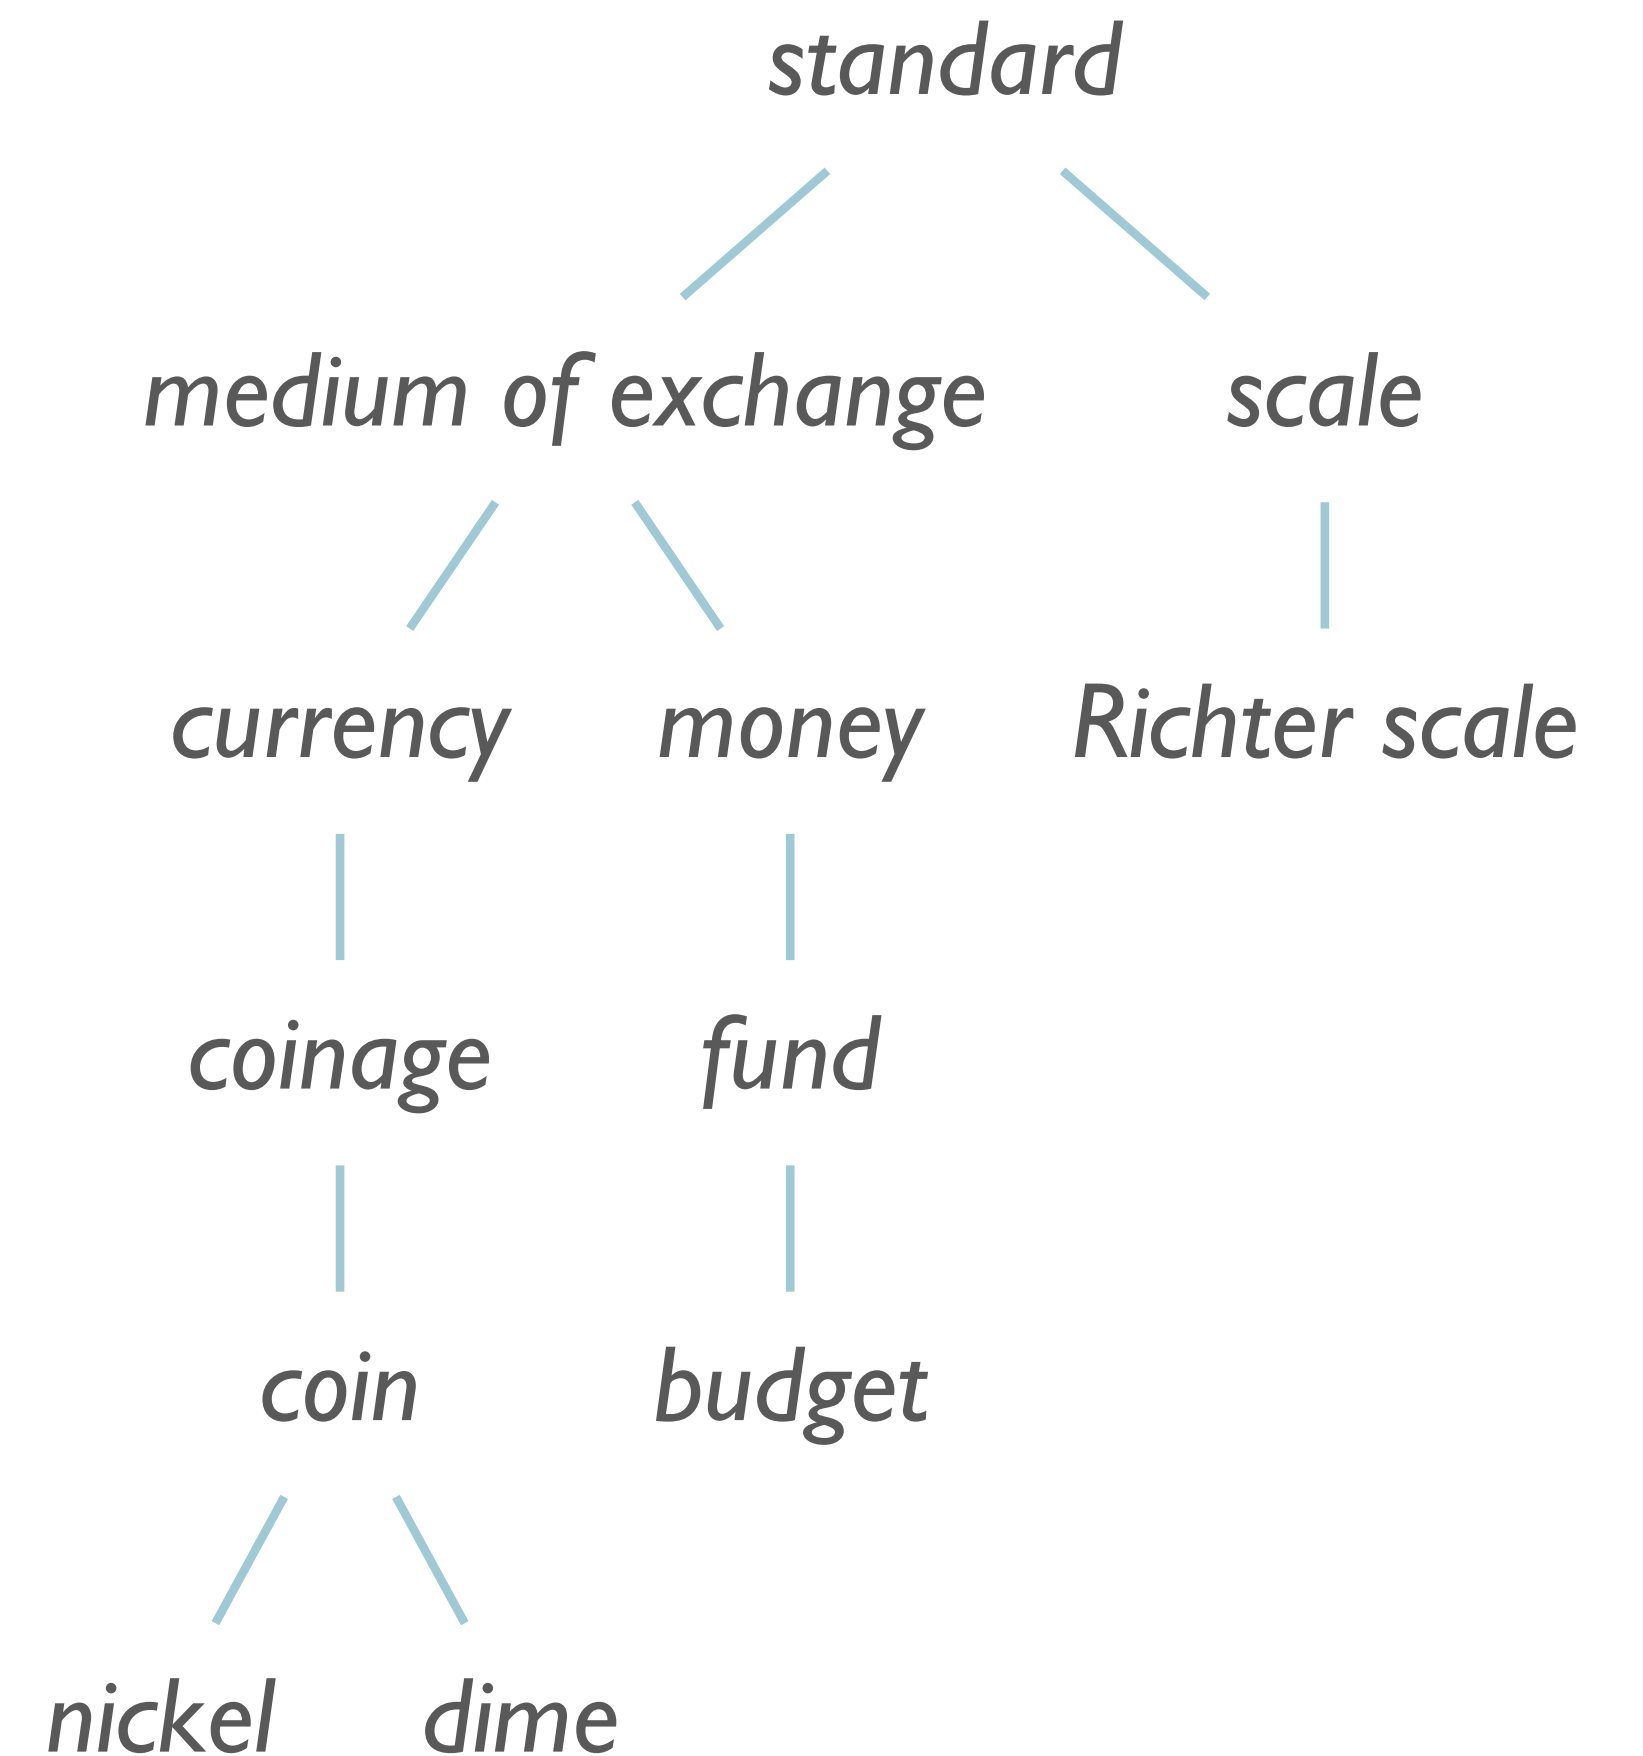 standard
medium of exchange scale
currency money Richter scale
coinage fund
coin budget
nickel dime